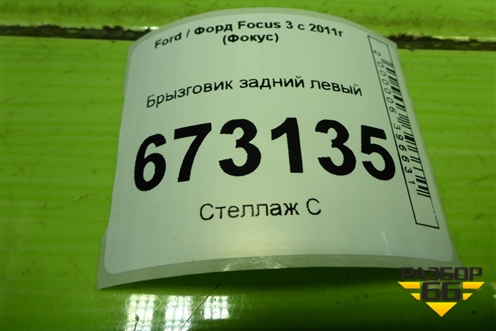 Ford / Форд Focus 3 с 2011г
(Фокус)
Брызговик задний левый
673135
Стеллаж С
РАЗБОР
66